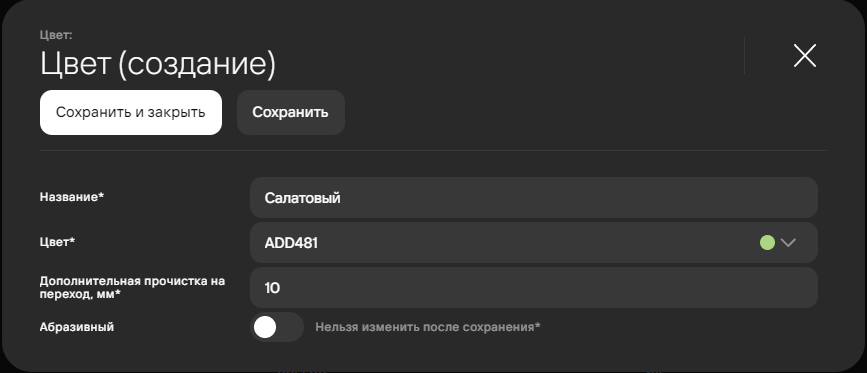 Цвет:
Цвет (создание)
Сохранить и закрыть
Сохранить
Название*
Салатовый
Цвет*
ADD481
Дополнительная прочистка на
переход, мм*
10
Абразивный
Нельзя изменить после сохранения*